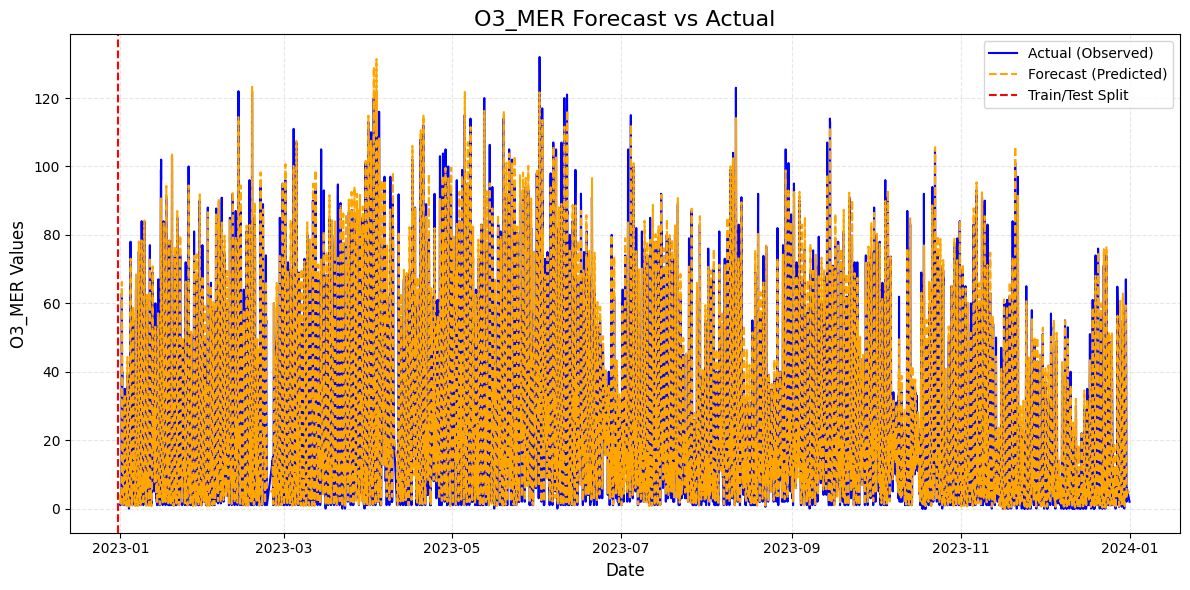 O3_MER Forecast vs Actual
Actual (Observed)
Forecast (Predicted)
Train/Test Split
O3_MER Values
120
100
80
60
40
20
0
2023-01
2023-03
2023-05
2023-07
2023-09
2023-11
2024-01
Date